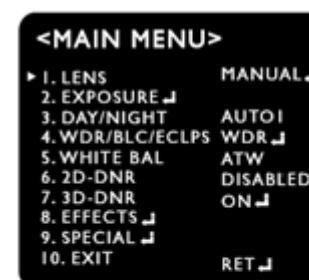 <MAIN MENU>
▸ 1. LENS MANUAL↲
2. EXPOSURE↲
3. DAY/NIGHT AUTO1
4. WDR/BLC/ECLPS WDR↲
5. WHITE BAL ATW
6. 2D-DNR DISABLED
7. 3D-DNR ON↲
8. EFFECTS↲
9. SPECIAL↲
10. EXIT RET↲